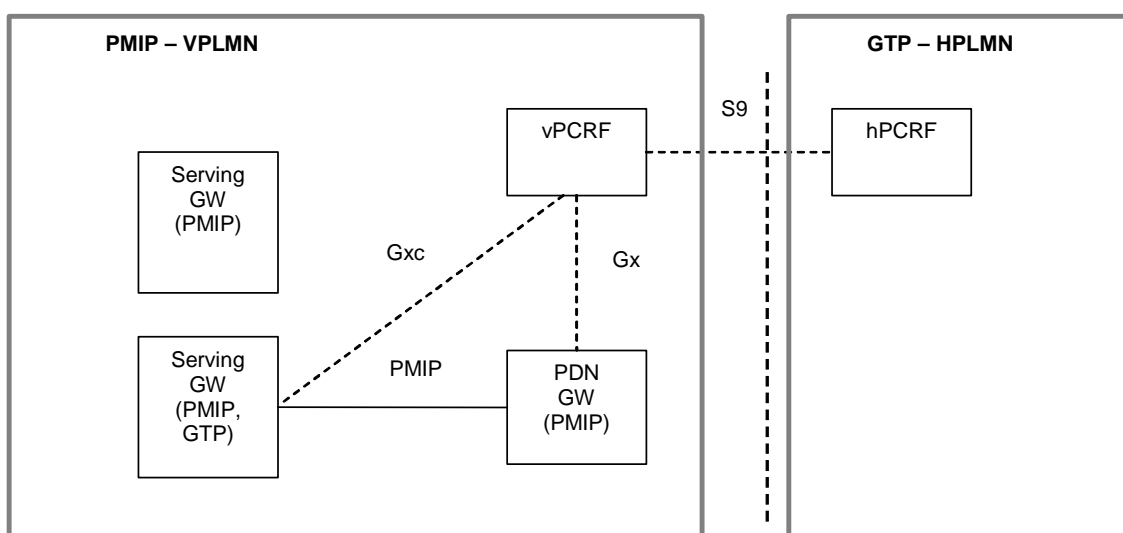 PMIP – VPLMN
GTP – HPLMN
S9
vPCRF
hPCRF
Serving
GW
(PMIP)
Gxc
Gx
Serving
GW
(PMIP,
GTP)
PMIP
PDN
GW
(PMIP)